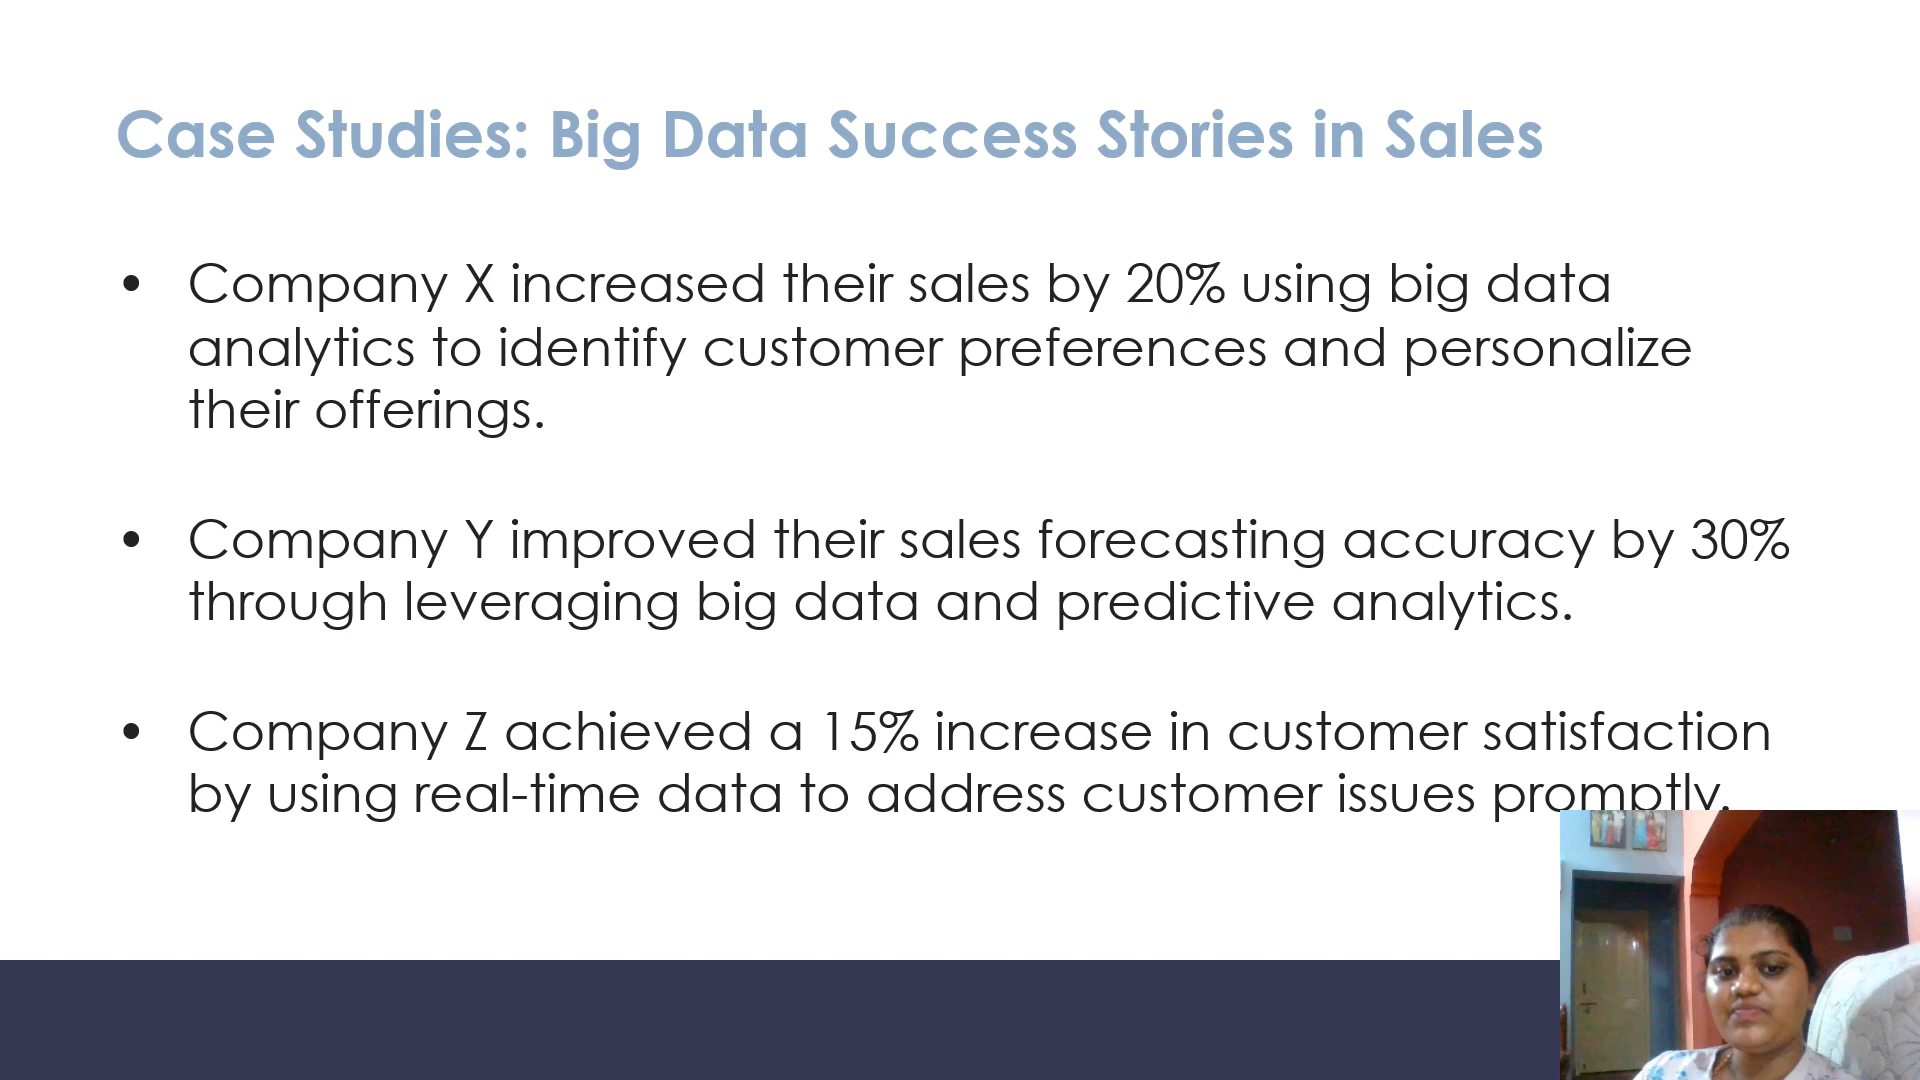 Case Studies: Big Data Success Stories in Sales
• Company X increased their sales by 20% using big data
analytics to identify customer preferences and personalize
their offerings.
• Company Y improved their sales forecasting accuracy by 30%
through leveraging big data and predictive analytics.
• Company Z achieved a 15% increase in customer satisfaction
by using real-time data to address customer issues promptly.